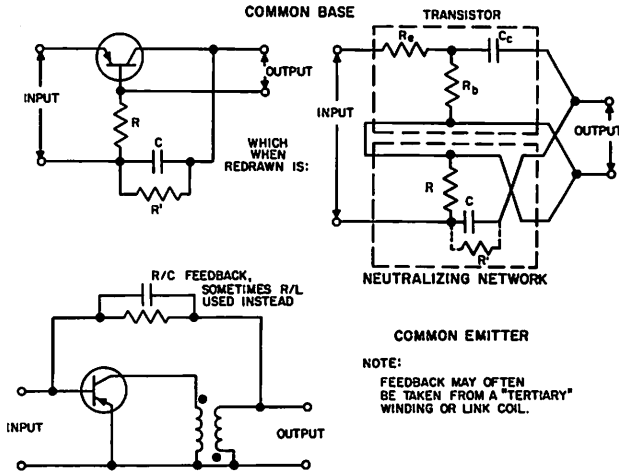 COMMON BASE
INPUT
OUTPUT
R
C
R'
WHICH
WHEN
REDRAWN IS:
TRANSISTOR
Re
Cc
Rb
INPUT
OUTPUT
R
C
R'
NEUTRALIZING NETWORK
R/C FEEDBACK,
SOMETIMES R/L
USED INSTEAD
INPUT
OUTPUT
COMMON EMITTER
NOTE:
FEEDBACK MAY OFTEN
BE TAKEN FROM A "TERTIARY"
WINDING OR LINK COIL.